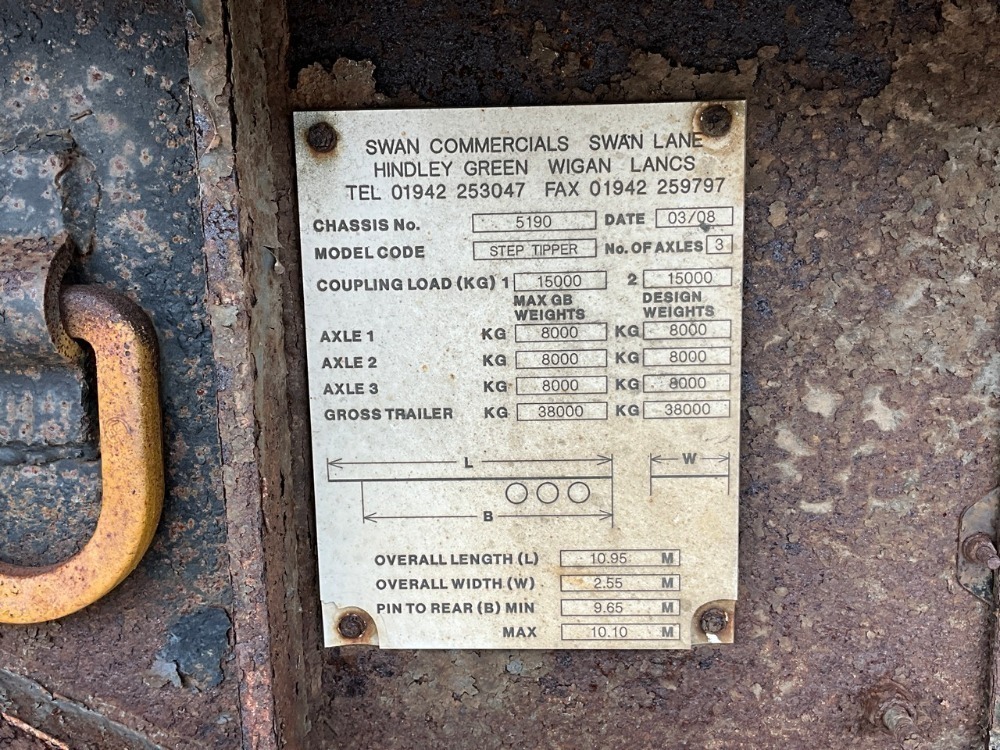 SWAN COMMERCIALS SWAN LANE
HINDLEY GREEN WIGAN LANCS
TEL 01942 253047 FAX 01942 259797
CHASSIS No. 5190 DATE 03/08
MODEL CODE STEP TIPPER No. OF AXLES 3
COUPLING LOAD (KG) 1 15000 2 15000
MAX GB WEIGHTS DESIGN WEIGHTS
AXLE 1 KG 8000 KG 8000
AXLE 2 KG 8000 KG 8000
AXLE 3 KG 8000 KG 8000
GROSS TRAILER KG 38000 KG 38000
L W
B
OVERALL LENGTH (L) 10.95 M
OVERALL WIDTH (W) 2.55 M
PIN TO REAR (B) MIN 9.65 M
MAX 10.10 M